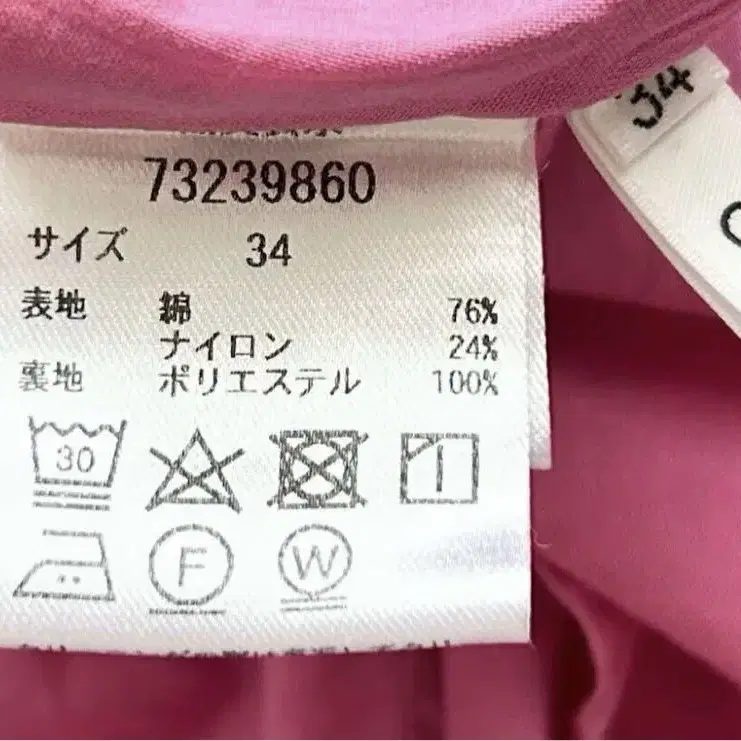 73239860
サイズ 34
表地 綿 76%
ナイロン 24%
裏地 ポリエステル 100%
30
F
W
34